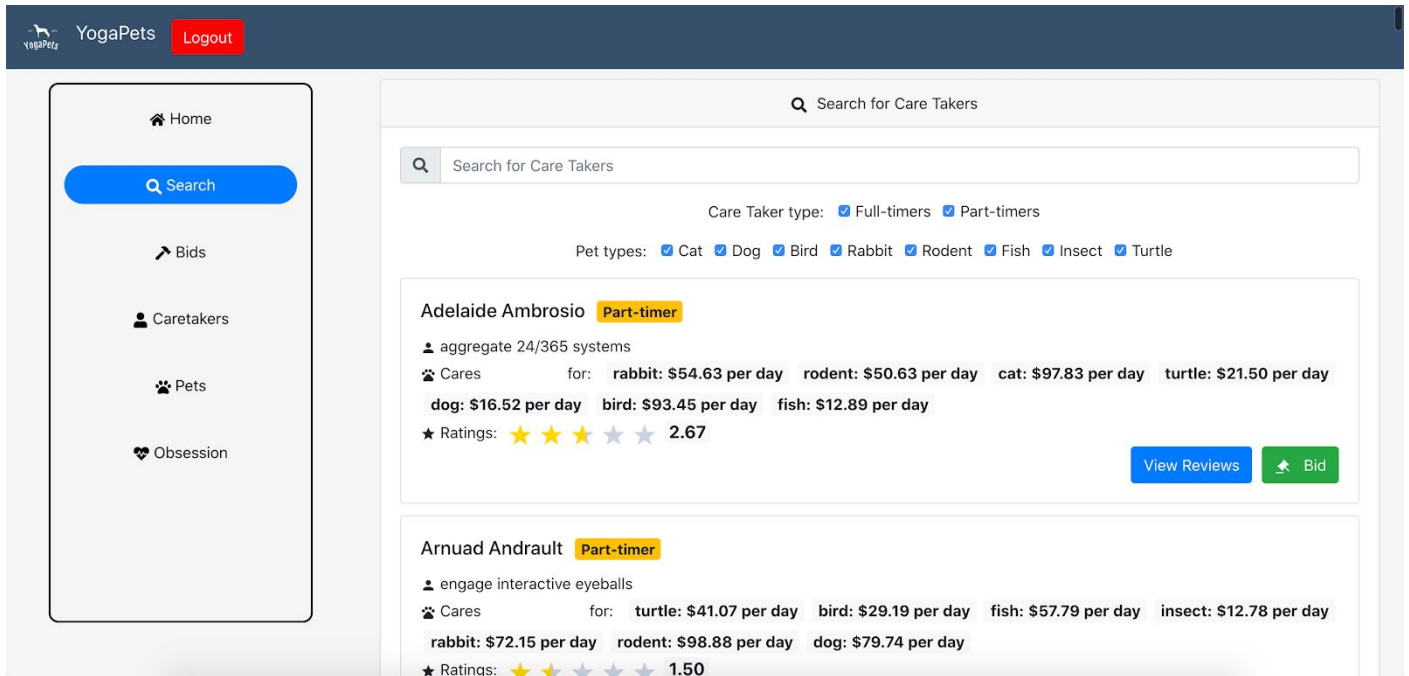 YogaPets YogaPets Logout
Home
Search
Bids
Caretakers
Pets
Obsession
Search for Care Takers
Search for Care Takers
Care Taker type: Full-timers Part-timers
Pet types: Cat Dog Bird Rabbit Rodent Fish Insect Turtle
Adelaide Ambrosio Part-timer
aggregate 24/365 systems
Cares for: rabbit: $54.63 per day rodent: $50.63 per day cat: $97.83 per day turtle: $21.50 per day
dog: $16.52 per day bird: $93.45 per day fish: $12.89 per day
Ratings: 2.67
View Reviews Bid
Arnuad Andrault Part-timer
engage interactive eyeballs
Cares for: turtle: $41.07 per day bird: $29.19 per day fish: $57.79 per day insect: $12.78 per day
rabbit: $72.15 per day rodent: $98.88 per day dog: $79.74 per day
Ratings: 1.50